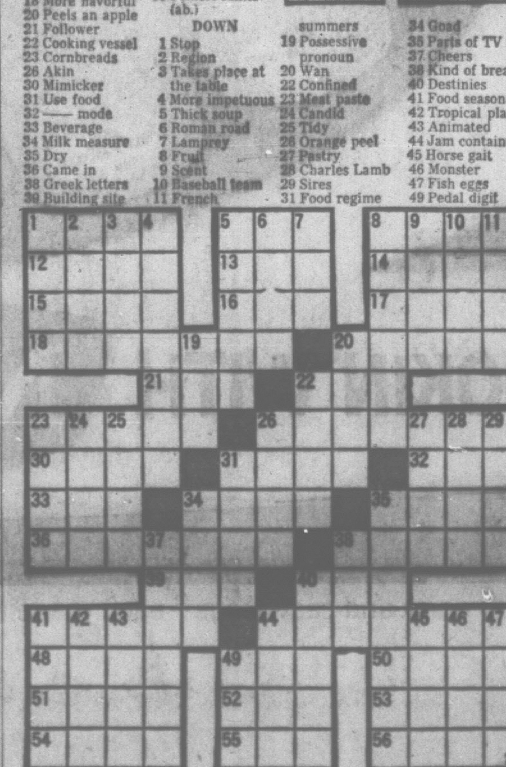 18 More flavorful
20 Peels an apple
21 Follower
22 Cooking vessel
23 Cornbreads
26 Akin
30 Mimicker
31 Use food
32 —— mode
33 Beverage
34 Milk measure
35 Dry
36 Came in
38 Greek letters
39 Building site
(ab.)
DOWN
1 Stop
2 Region
3 Takes place at
the table
4 More impetuous
5 Thick soup
6 Roman road
7 Lamprey
8 Fruit
9 Scent
10 Baseball team
11 French
summers
19 Possessive
pronoun
20 Wan
22 Confined
23 Meat paste
24 Candid
25 Tidy
26 Orange peel
27 Pastry
28 Charles Lamb
29 Sires
31 Food regime
34 Goad
35 Parts of TV
37 Cheers
38 Kind of
40 Destinies
41 Food season
42 Tropical
43 Animated
44 Jam
45 Horse gait
46 Monster
47 Fish eggs
49 Pedal digit
1 2 3 4 5 6 7 8 9 10 11
12 13 14
15 16 17
18 19 20
21 22
23 24 25 26 27 28 29
30 31 32
33 34 35
36 37 38
39 40
41 42 43 44 45 46 47
48 49 50
51 52 53
54 55 56